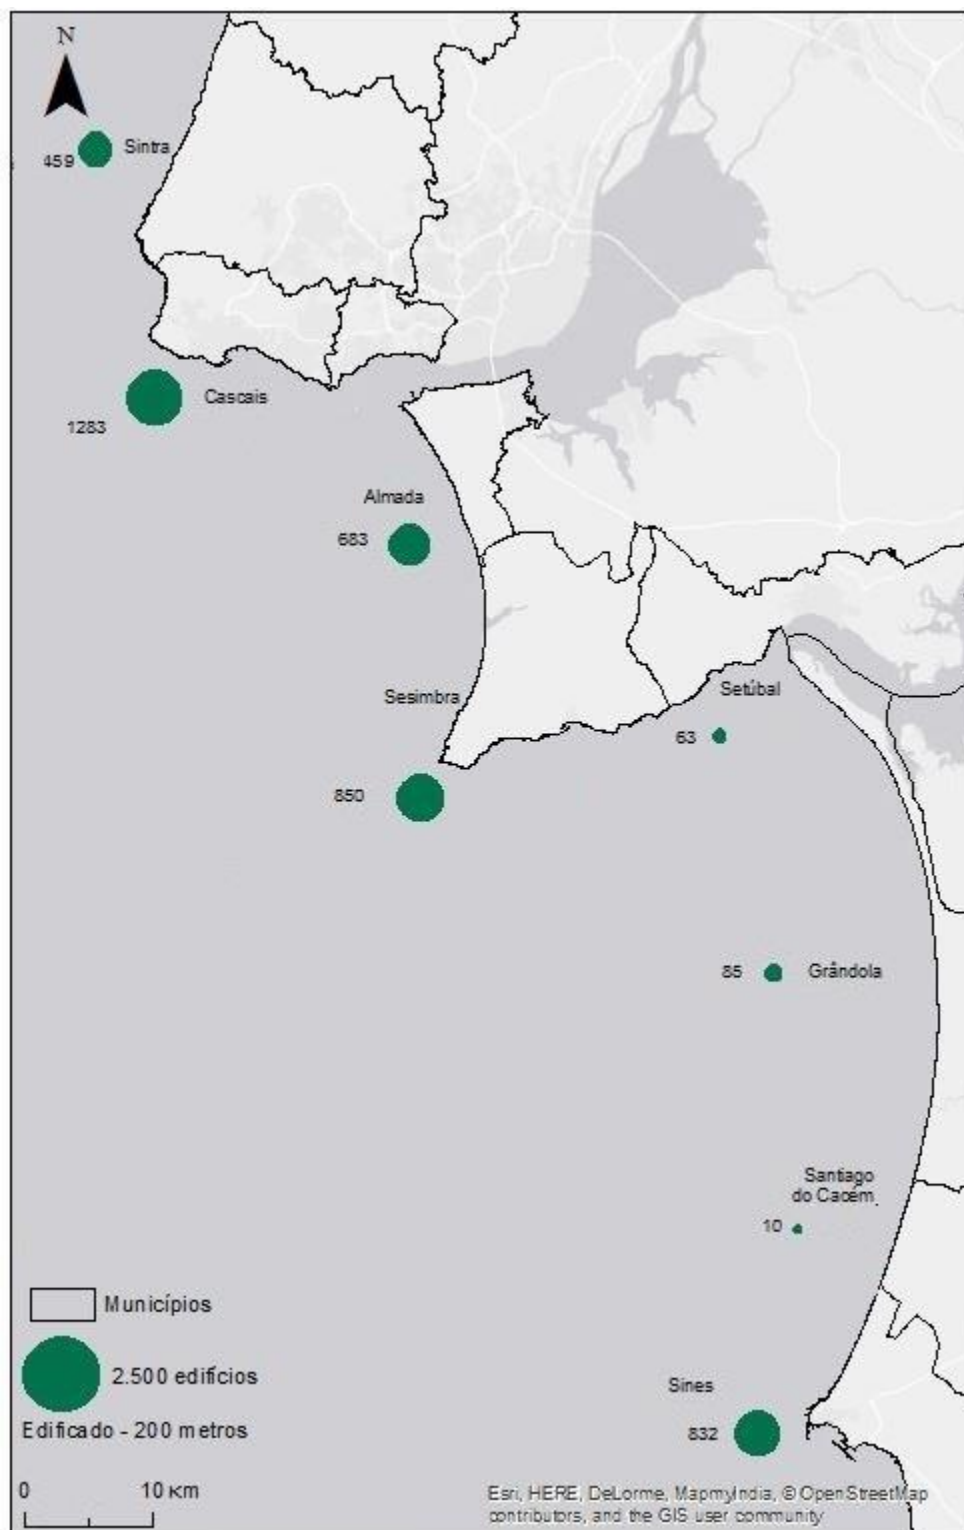 N
Sintra
459
Cascais
1283
Almada
683
Sesimbra
Setúbal
63
850
85 Grândola
Santiago
do Cacém
10
Municípios
2.500 edifícios
Edificado - 200 metros
Sines
832
0 10 Km
Esri, HERE, DeLorme, MapmyIndia, © OpenStreetMap
contributors, and the GIS user community